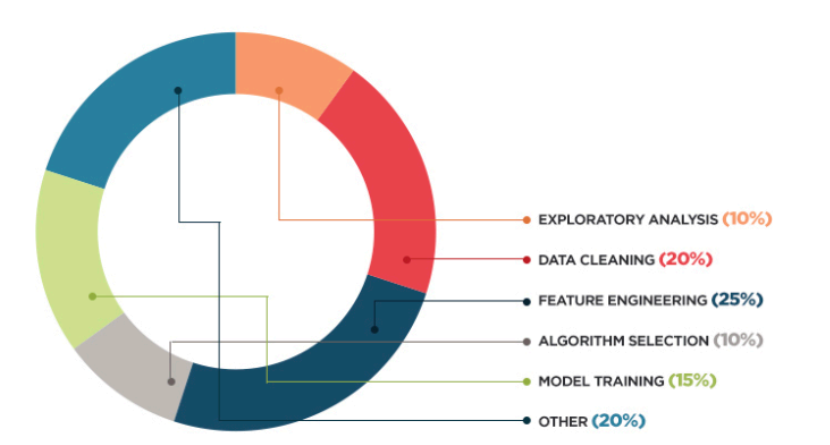 EXPLORATORY ANALYSIS (10%)
DATA CLEANING (20%)
FEATURE ENGINEERING (25%)
ALGORITHM SELECTION (10%)
MODEL TRAINING (15%)
OTHER (20%)